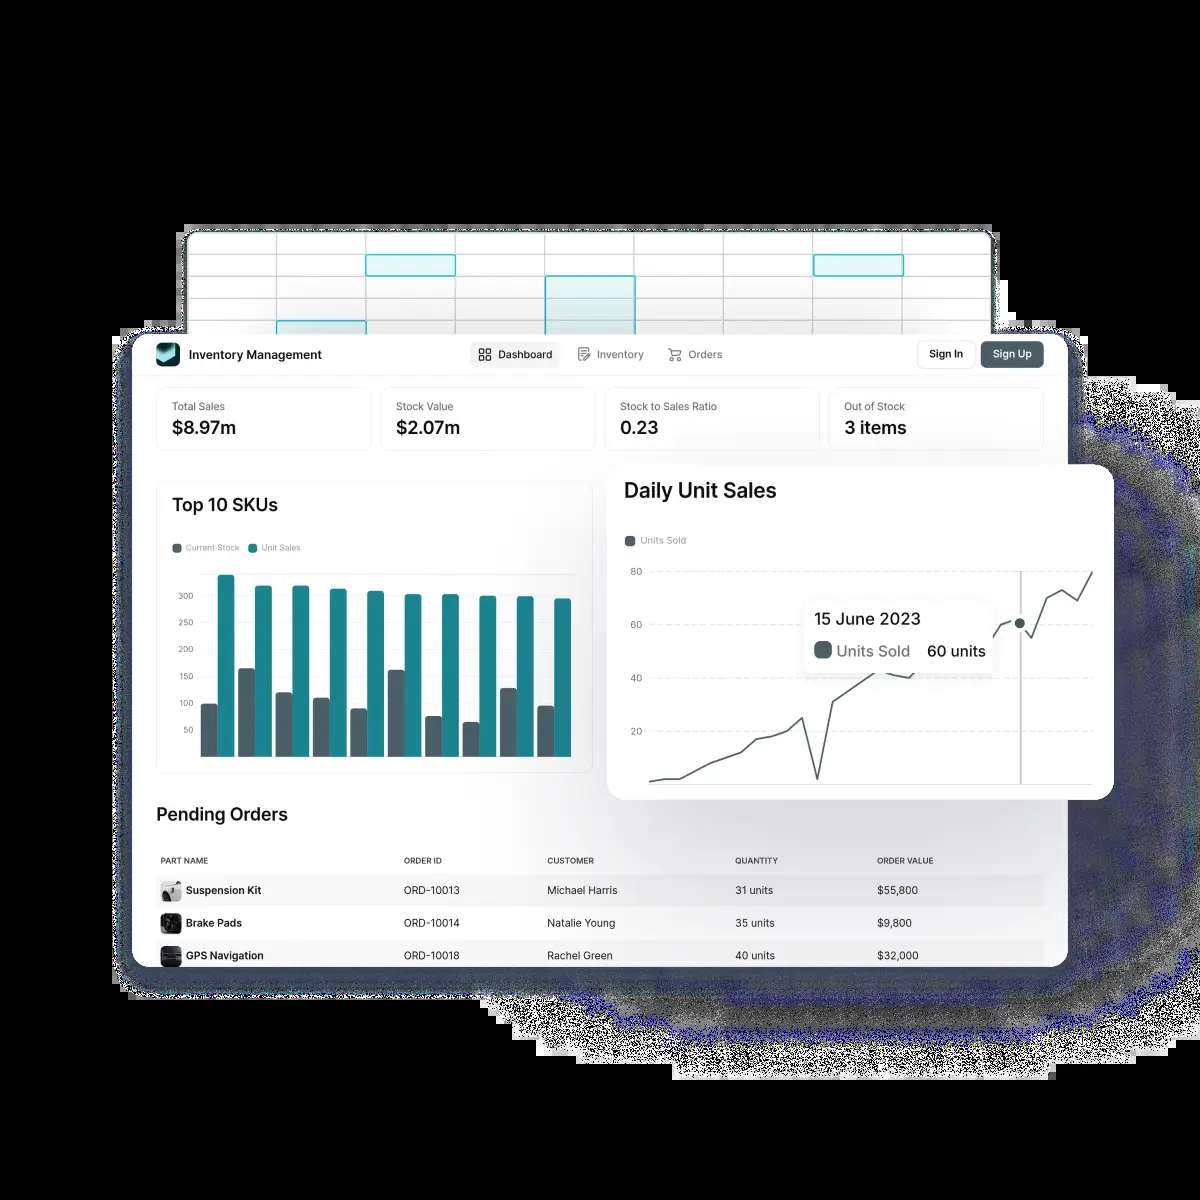 Inventory Management
Dashboard
Inventory
Orders
Sign In
Sign Up
Total Sales
$8.97m
Stock Value
$2.07m
Stock to Sales Ratio
0.23
Out of Stock
3 items
Top 10 SKUs
Current Stock
Unit Sales
300
250
200
150
100
50
Daily Unit Sales
Units Sold
80
60
40
20
15 June 2023
Units Sold 60 units
Pending Orders
PART NAME ORDER ID CUSTOMER QUANTITY ORDER VALUE
Suspension Kit ORD-10013 Michael Harris 31 units $55,800
Brake Pads ORD-10014 Natalie Young 35 units $9,800
GPS Navigation ORD-10018 Rachel Green 40 units $32,000